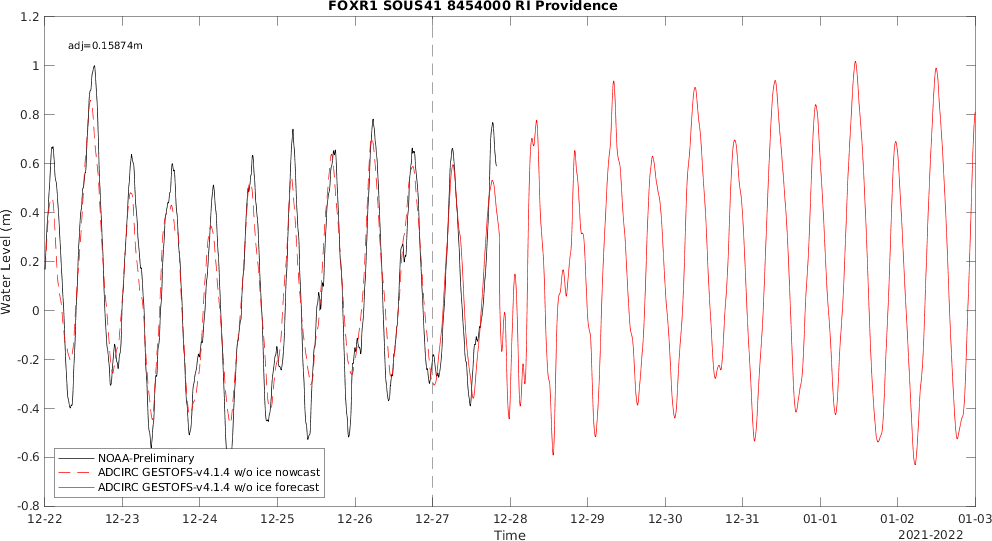 FOXR1 SOUS41 8454000 RI Providence
adj=0.15874m
1.2
1
0.8
0.6
0.4
0.2
0
-0.2
-0.4
-0.6
-0.8
Water Level (m)
NOAA-Preliminary
ADCIRC GESTOFS-v4.1.4 w/o ice nowcast
ADCIRC GESTOFS-v4.1.4 w/o ice forecast
12-22 12-23 12-24 12-25 12-26 12-27 12-28 12-29 12-30 12-31 01-01 01-02 01-03
Time
2021-2022